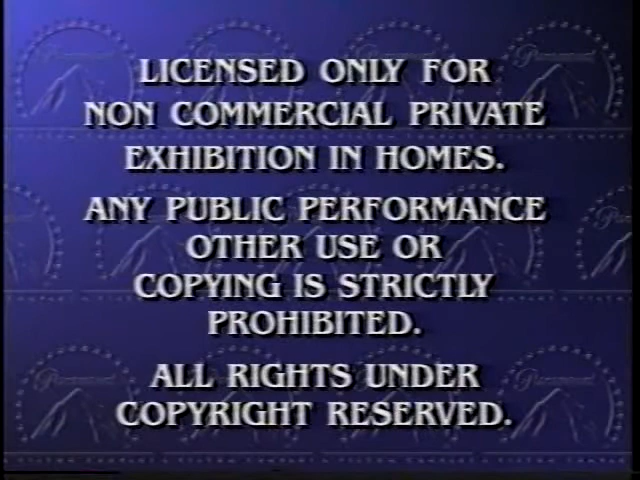 LICENSED ONLY FOR
NON COMMERCIAL PRIVATE
EXHIBITION IN HOMES.
ANY PUBLIC PERFORMANCE
OTHER USE OR
COPYING IS STRICTLY
PROHIBITED.
ALL RIGHTS UNDER
COPYRIGHT RESERVED.